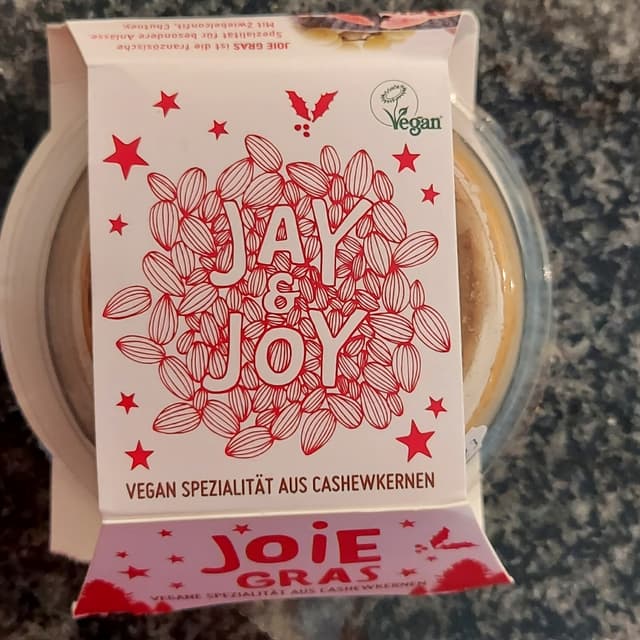 JOIE GRAS ist die französische
Spezialität für besondere Anlässe.
Mit Zwiebelconfit, Chutney,
Vegan
JAY
&
JOY
VEGAN SPEZIALITÄT AUS CASHEWKERNEN
JOiE
GRAS
VEGANE SPEZIALITÄT AUS CASHEWKERNEN